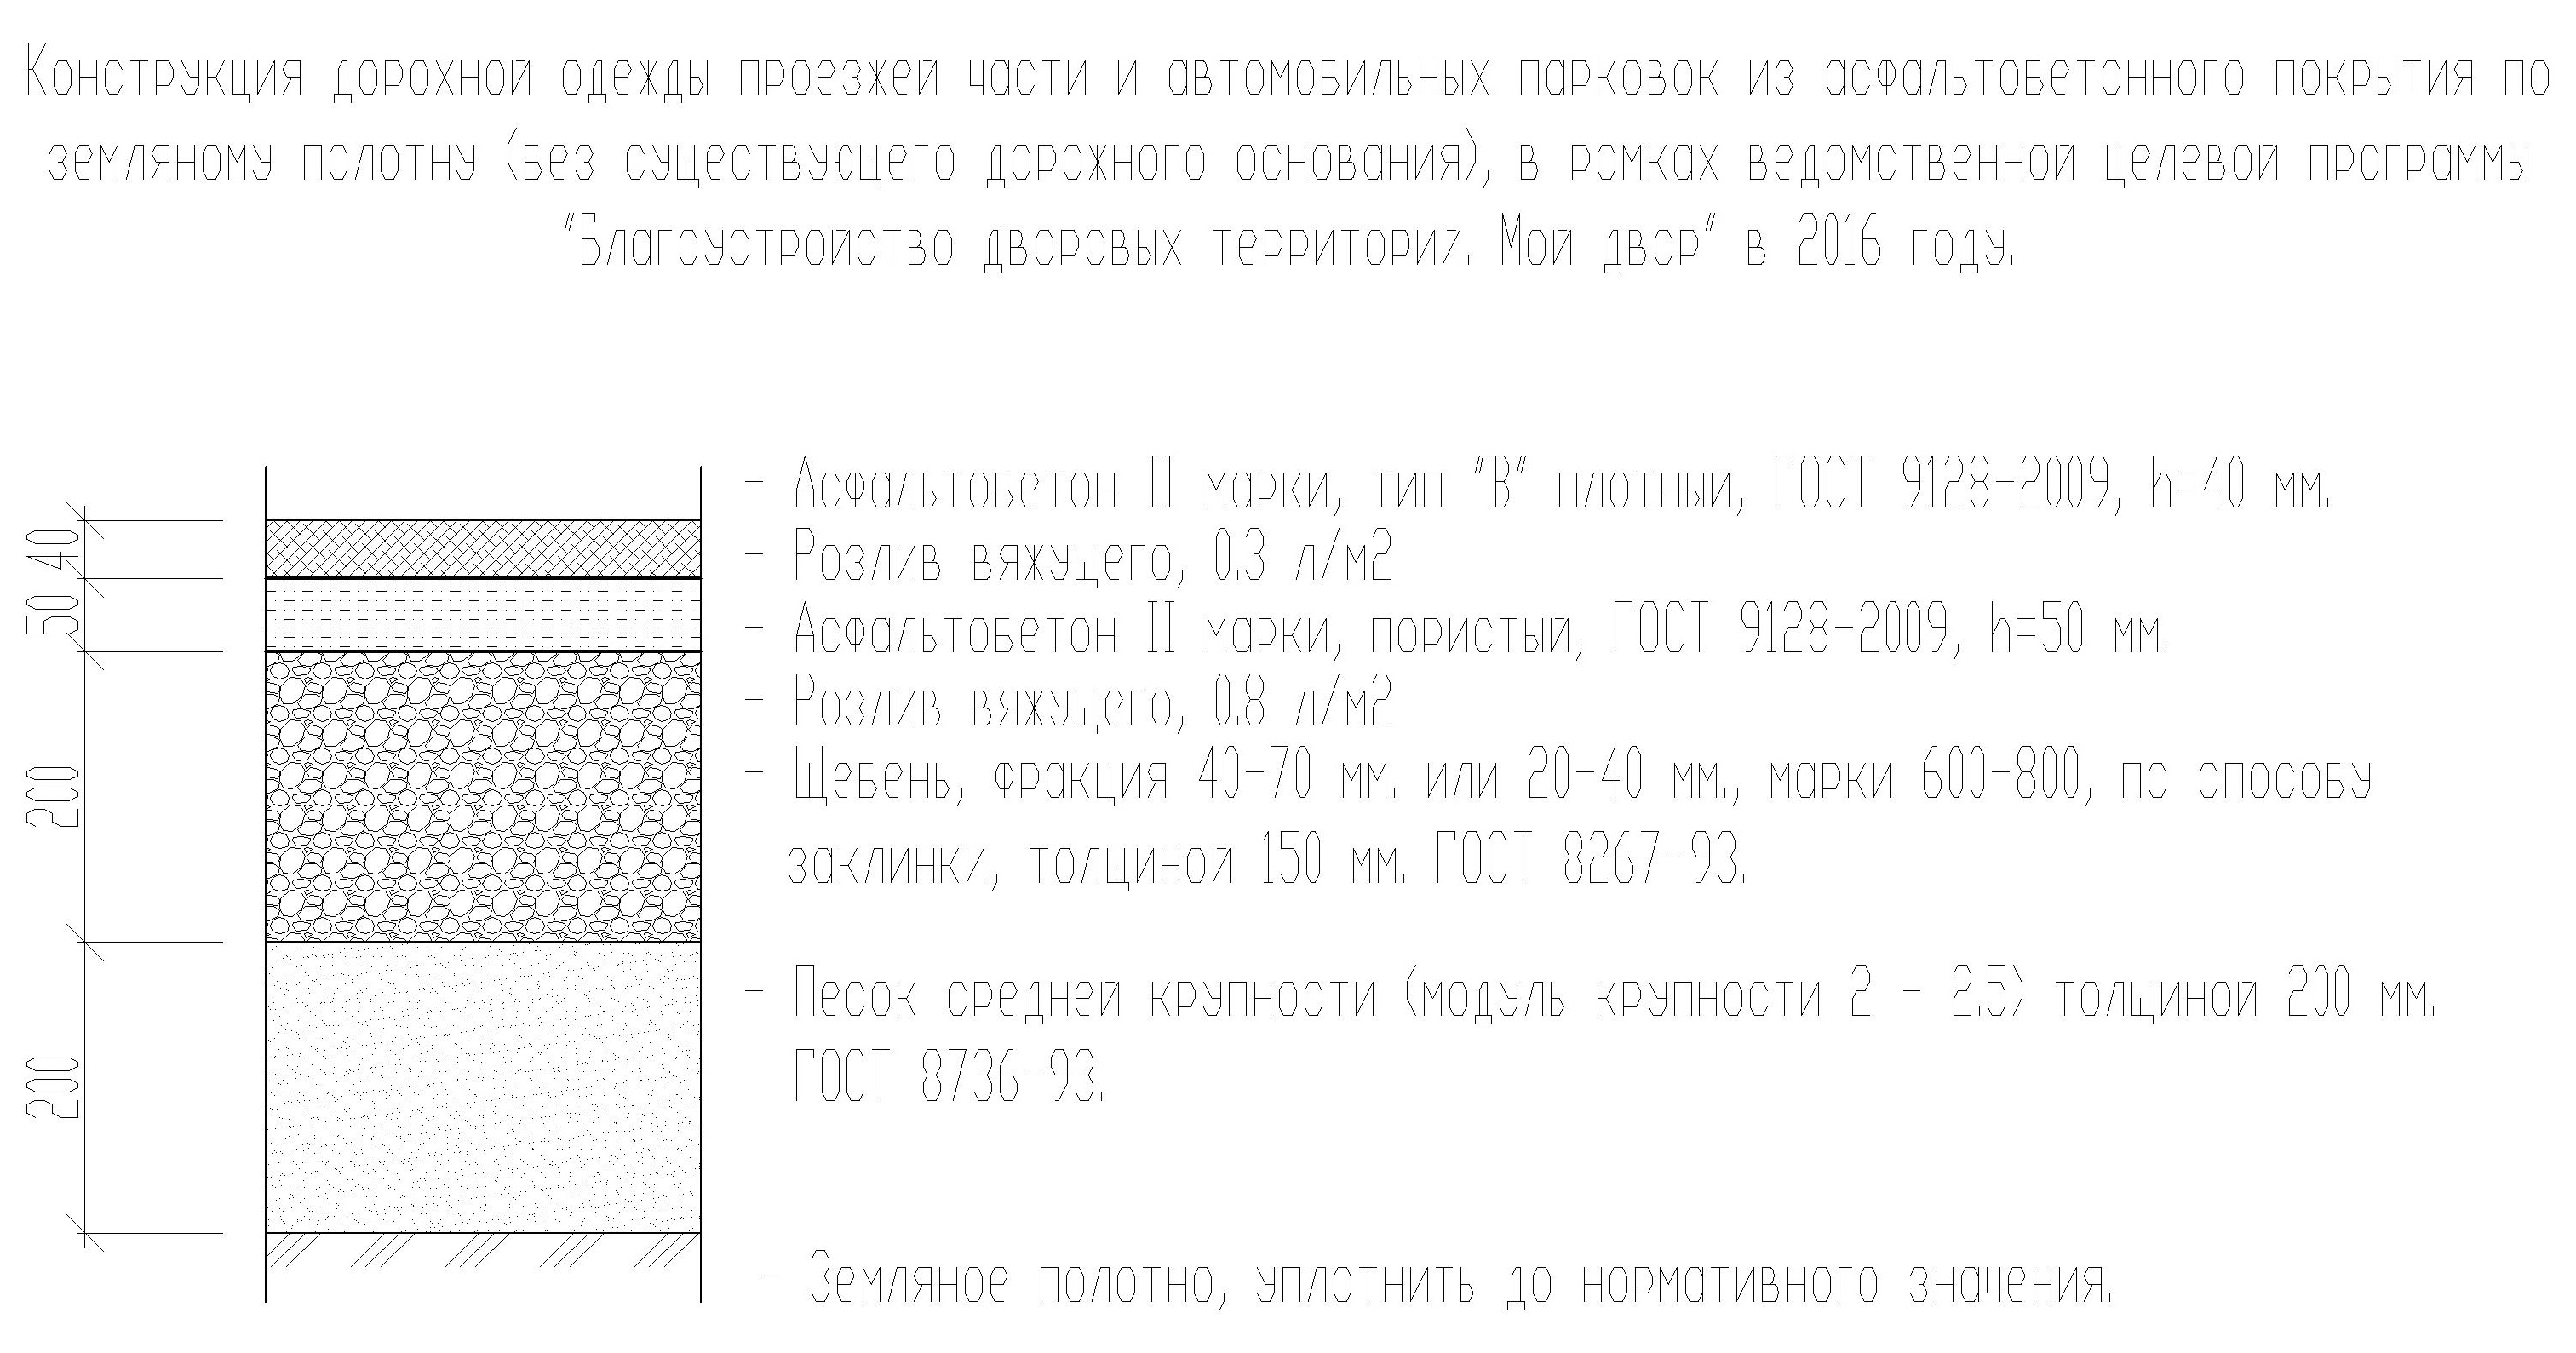 Конструкция дорожной одежды проезжей части и автомобильных парковок из асфальтобетонного покрытия по
земляному полотну (без существующего дорожного основания), в рамках ведомственной целевой программы
"Благоустройство дворовых территорий. Мой двор" в 2016 году.
- Асфальтобетон II марки, тип "В" плотный, ГОСТ 9128-2009, h=40 мм.
- Розлив вяжущего, 0.3 л/м2
- Асфальтобетон II марки, пористый, ГОСТ 9128-2009, h=50 мм.
- Розлив вяжущего, 0.8 л/м2
- Щебень, фракция 40-70 мм. или 20-40 мм., марки 600-800, по способу
заклинки, толщиной 150 мм. ГОСТ 8267-93.
- Песок средней крупности (модуль крупности 2 - 2.5) толщиной 200 мм.
ГОСТ 8736-93.
- Земляное полотно, уплотнить до нормативного значения.
40
50
200
200